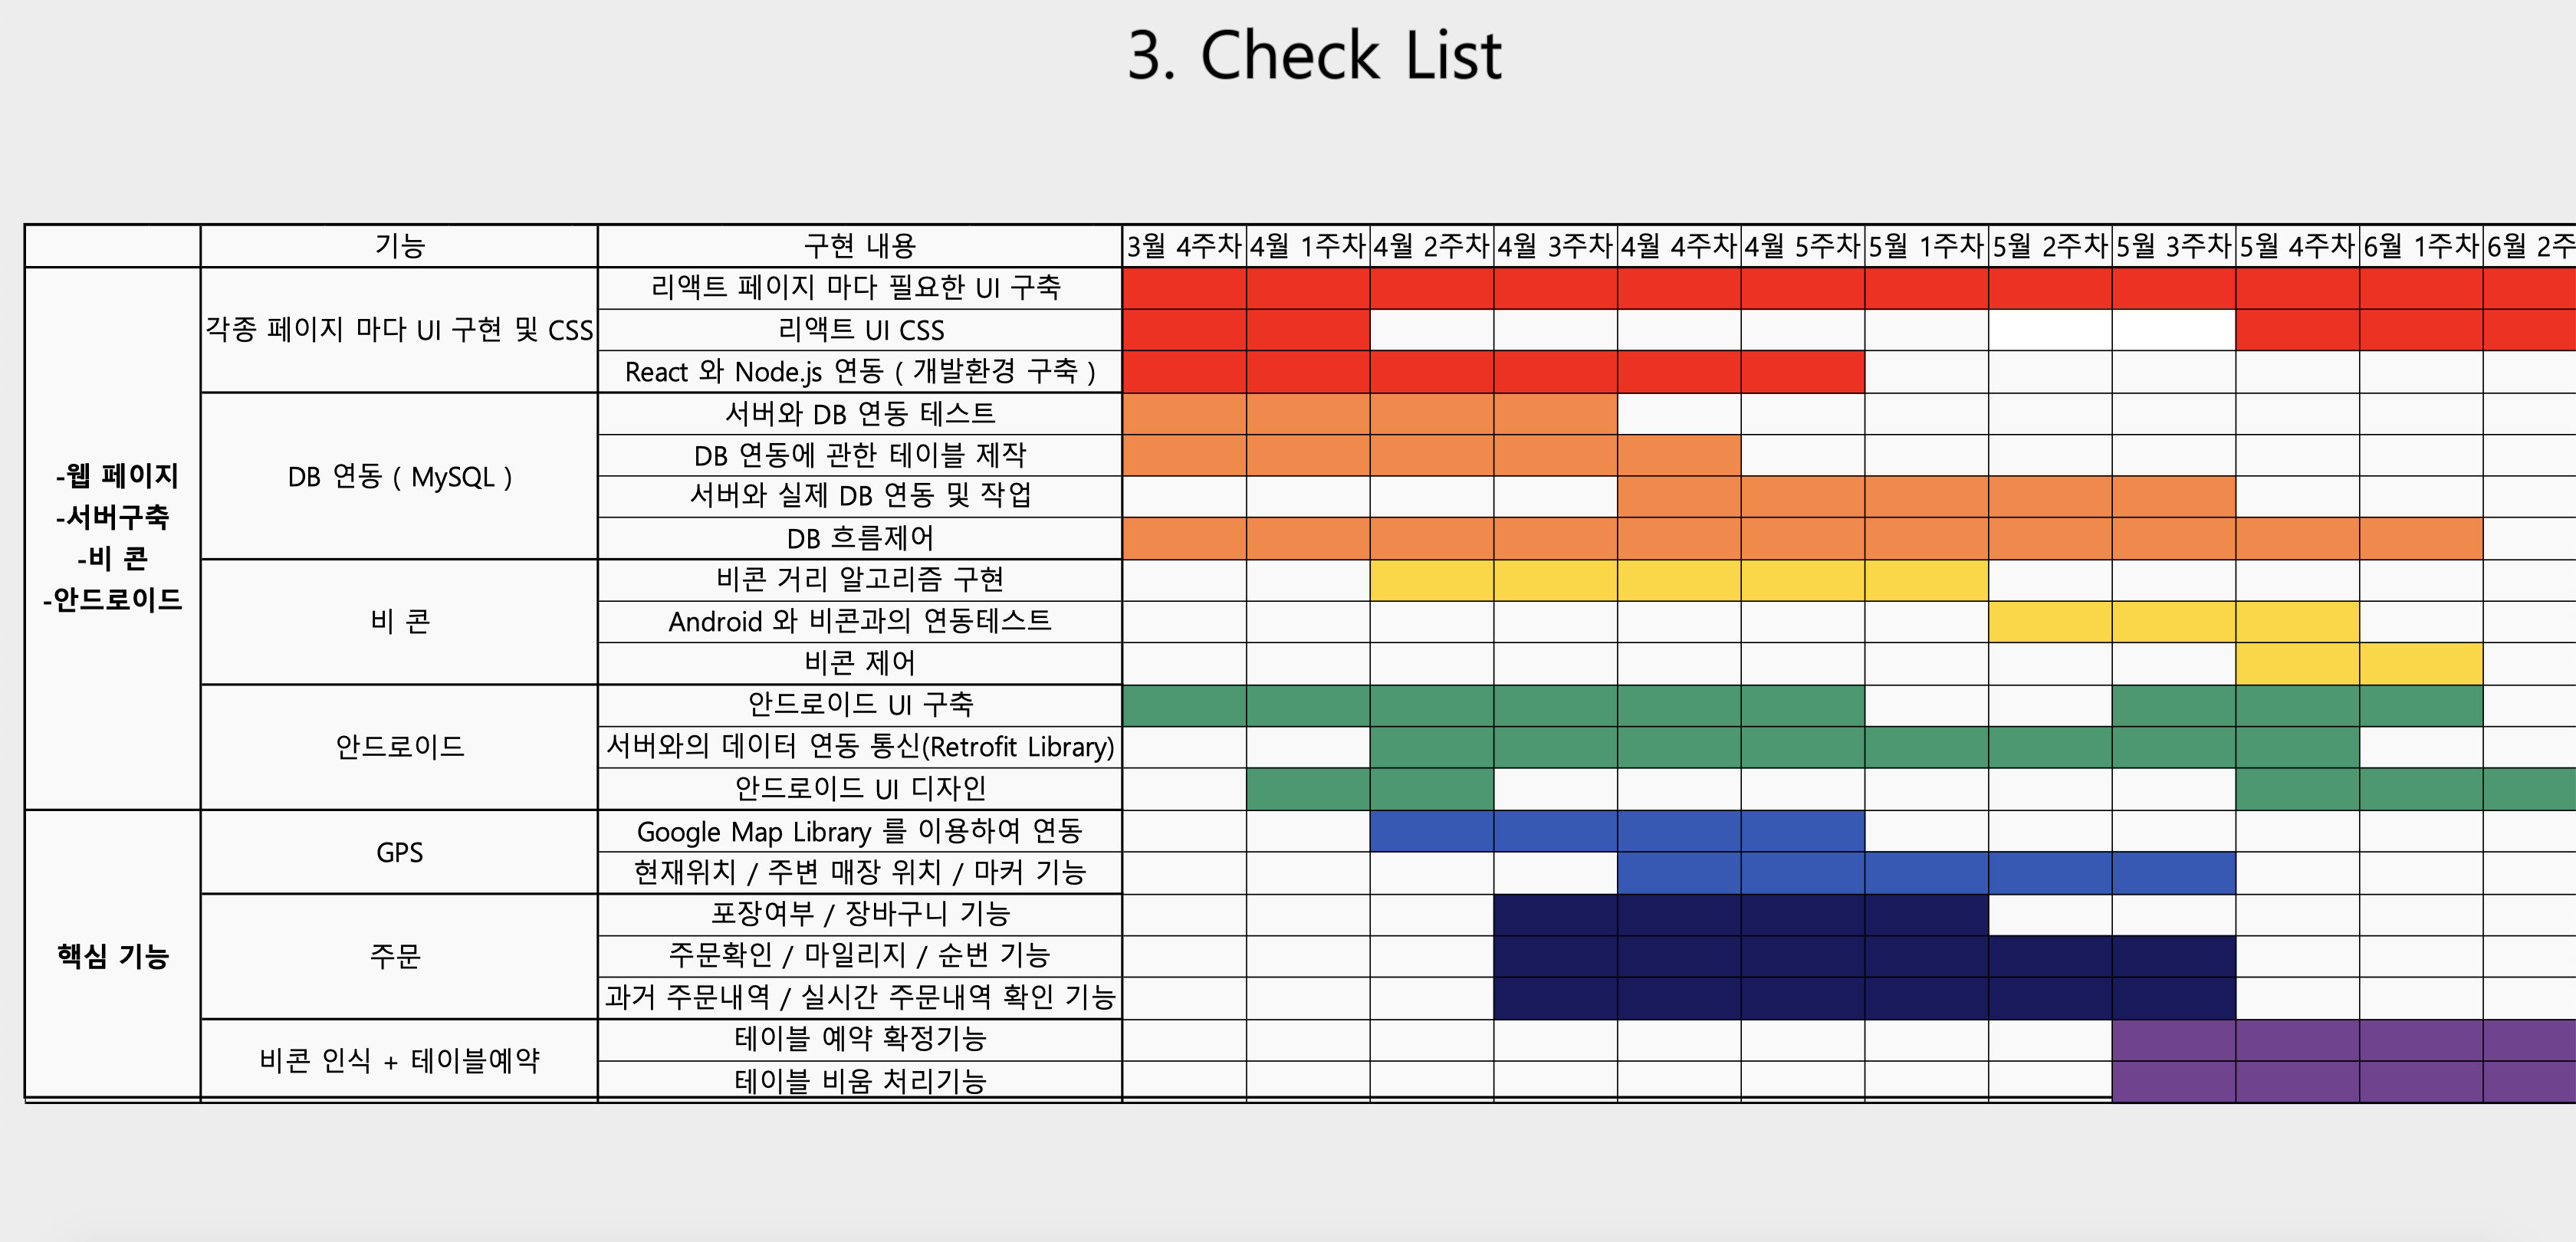 3. Check List
기능
구현 내용
3월 4주차
4월 1주차
4월 2주차
4월 3주차
4월 4주차
4월 5주차
5월 1주차
5월 2주차
5월 3주차
5월 4주차
6월 1주차
6월 2주
-웹 페이지
-서버구축
-비 콘
-안드로이드
각종 페이지 마다 UI 구현 및 CSS
리액트 페이지 마다 필요한 UI 구축
리액트 UI CSS
React 와 Node.js 연동 ( 개발환경 구축 )
DB 연동 ( MySQL )
서버와 DB 연동 테스트
DB 연동에 관한 테이블 제작
서버와 실제 DB 연동 및 작업
DB 흐름제어
비 콘
비콘 거리 알고리즘 구현
Android 와 비콘과의 연동테스트
비콘 제어
안드로이드
안드로이드 UI 구축
서버와의 데이터 연동 통신(Retrofit Library)
안드로이드 UI 디자인
핵심 기능
GPS
Google Map Library 를 이용하여 연동
현재위치 / 주변 매장 위치 / 마커 기능
주문
포장여부 / 장바구니 기능
주문확인 / 마일리지 / 순번 기능
과거 주문내역 / 실시간 주문내역 확인 기능
비콘 인식 + 테이블예약
테이블 예약 확정기능
테이블 비움 처리기능